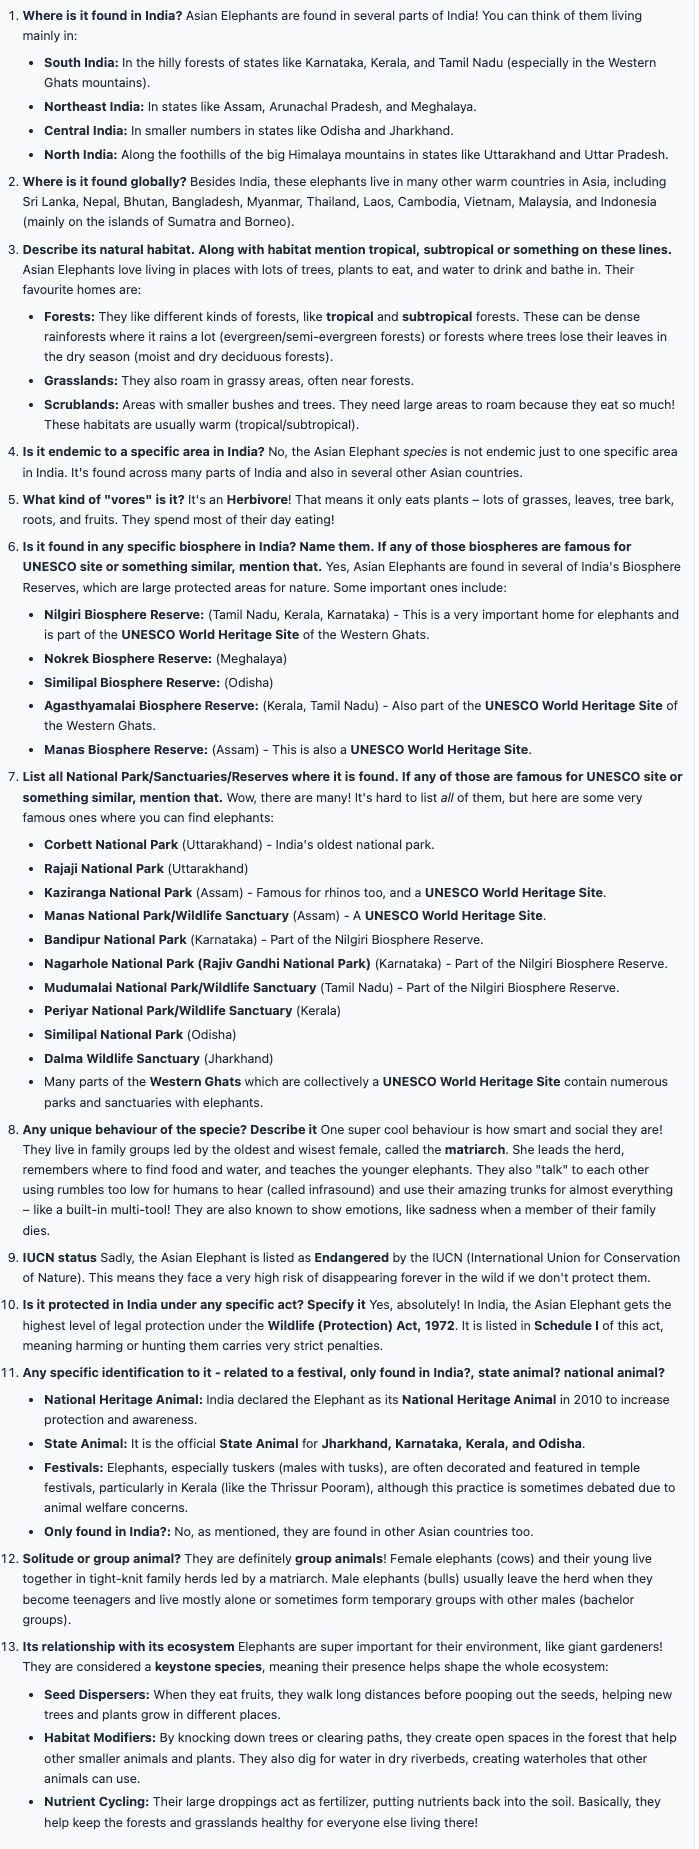 1. Where is it found in India? Asian Elephants are found in several parts of India! You can think of them living
mainly in:
• South India: In the hilly forests of states like Karnataka, Kerala, and Tamil Nadu (especially in the Western
Ghats mountains).
• Northeast India: In states like Assam, Arunachal Pradesh, and Meghalaya.
• Central India: In smaller numbers in states like Odisha and Jharkhand.
• North India: Along the foothills of the big Himalaya mountains in states like Uttarakhand and Uttar Pradesh.
2. Where is it found globally? Besides India, these elephants live in many other warm countries in Asia, including
Sri Lanka, Nepal, Bhutan, Bangladesh, Myanmar, Thailand, Laos, Cambodia, Vietnam, Malaysia, and Indonesia
(mainly on the islands of Sumatra and Borneo).
3. Describe its natural habitat. Along with habitat mention tropical, subtropical or something on these lines.
Asian Elephants love living in places with lots of trees, plants to eat, and water to drink and bathe in. Their
favourite homes are:
• Forests: They like different kinds of forests, like tropical and subtropical forests. These can be dense
rainforests where it rains a lot (evergreen/semi-evergreen forests) or forests where trees lose their leaves in
the dry season (moist and dry deciduous forests).
• Grasslands: They also roam in grassy areas, often near forests.
• Scrublands: Areas with smaller bushes and trees. They need large areas to roam because they eat so much!
These habitats are usually warm (tropical/subtropical).
4. Is it endemic to a specific area in India? No, the Asian Elephant species is not endemic just to one specific area
in India. It's found across many parts of India and also in several other Asian countries.
5. What kind of "vores" is it? It's an Herbivore! That means it only eats plants – lots of grasses, leaves, tree bark,
roots, and fruits. They spend most of their day eating!
6. Is it found in any specific biosphere in India? Name them. If any of those biospheres are famous for
UNESCO site or something similar, mention that. Yes, Asian Elephants are found in several of India's Biosphere
Reserves, which are large protected areas for nature. Some important ones include:
• Nilgiri Biosphere Reserve: (Tamil Nadu, Kerala, Karnataka) - This is a very important home for elephants and
is part of the UNESCO World Heritage Site of the Western Ghats.
• Nokrek Biosphere Reserve: (Meghalaya)
• Similipal Biosphere Reserve: (Odisha)
• Agasthyamalai Biosphere Reserve: (Kerala, Tamil Nadu) - Also part of the UNESCO World Heritage Site of
the Western Ghats.
• Manas Biosphere Reserve: (Assam) - This is also a UNESCO World Heritage Site.
7. List all National Park/Sanctuaries/Reserves where it is found. If any of those are famous for UNESCO site or
something similar, mention that. Wow, there are many! It's hard to list all of them, but here are some very
famous ones where you can find elephants:
• Corbett National Park (Uttarakhand) - India's oldest national park.
• Rajaji National Park (Uttarakhand)
• Kaziranga National Park (Assam) - Famous for rhinos too, and a UNESCO World Heritage Site.
• Manas National Park/Wildlife Sanctuary (Assam) - A UNESCO World Heritage Site.
• Bandipur National Park (Karnataka) - Part of the Nilgiri Biosphere Reserve.
• Nagarhole National Park (Rajiv Gandhi National Park) (Karnataka) - Part of the Nilgiri Biosphere Reserve.
• Mudumalai National Park/Wildlife Sanctuary (Tamil Nadu) - Part of the Nilgiri Biosphere Reserve.
• Periyar National Park/Wildlife Sanctuary (Kerala)
• Similipal National Park (Odisha)
• Dalma Wildlife Sanctuary (Jharkhand)
• Many parts of the Western Ghats which are collectively a UNESCO World Heritage Site contain numerous
parks and sanctuaries with elephants.
8. Any unique behaviour of the specie? Describe it One super cool behaviour is how smart and social they are!
They live in family groups led by the oldest and wisest female, called the matriarch. She leads the herd,
remembers where to find food and water, and teaches the younger elephants. They also "talk" to each other
using rumbles too low for humans to hear (called infrasound) and use their amazing trunks for almost everything
– like a built-in multi-tool! They are also known to show emotions, like sadness when a member of their family
dies.
9. IUCN status Sadly, the Asian Elephant is listed as Endangered by the IUCN (International Union for Conservation
of Nature). This means they face a very high risk of disappearing forever in the wild if we don't protect them.
10. Is it protected in India under any specific act? Specify it Yes, absolutely! In India, the Asian Elephant gets the
highest level of legal protection under the Wildlife (Protection) Act, 1972. It is listed in Schedule I of this act,
meaning harming or hunting them carries very strict penalties.
11. Any specific identification to it - related to a festival, only found in India?, state animal? national animal?
• National Heritage Animal: India declared the Elephant as its National Heritage Animal in 2010 to increase
protection and awareness.
• State Animal: It is the official State Animal for Jharkhand, Karnataka, Kerala, and Odisha.
• Festivals: Elephants, especially tuskers (males with tusks), are often decorated and featured in temple
festivals, particularly in Kerala (like the Thrissur Pooram), although this practice is sometimes debated due to
animal welfare concerns.
• Only found in India?: No, as mentioned, they are found in other Asian countries too.
12. Solitude or group animal? They are definitely group animals! Female elephants (cows) and their young live
together in tight-knit family herds led by a matriarch. Male elephants (bulls) usually leave the herd when they
become teenagers and live mostly alone or sometimes form temporary groups with other males (bachelor
groups).
13. Its relationship with its ecosystem Elephants are super important for their environment, like giant gardeners!
They are considered a keystone species, meaning their presence helps shape the whole ecosystem:
• Seed Dispersers: When they eat fruits, they walk long distances before pooping out the seeds, helping new
trees and plants grow in different places.
• Habitat Modifiers: By knocking down trees or clearing paths, they create open spaces in the forest that help
other smaller animals and plants. They also dig for water in dry riverbeds, creating waterholes that other
animals can use.
• Nutrient Cycling: Their large droppings act as fertilizer, putting nutrients back into the soil. Basically, they
help keep the forests and grasslands healthy for everyone else living there!